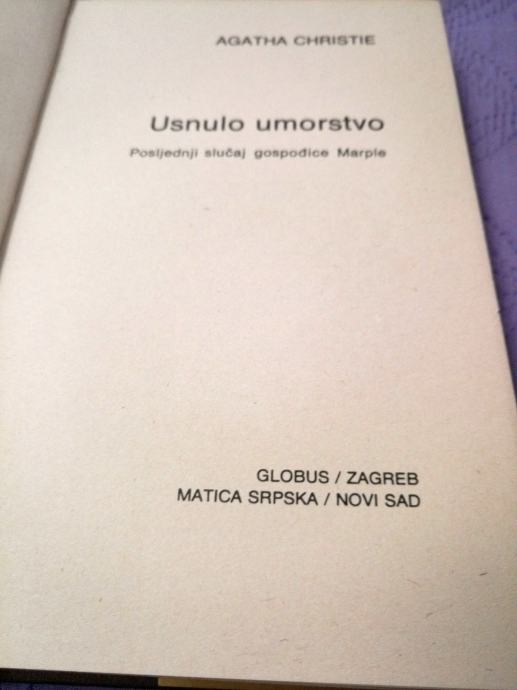 AGATHA CHRISTIE
Usnulo umorstvo
Posljednji slučaj gospođice Marple
GLOBUS / ZAGREB
MATICA SRPSKA / NOVI SAD